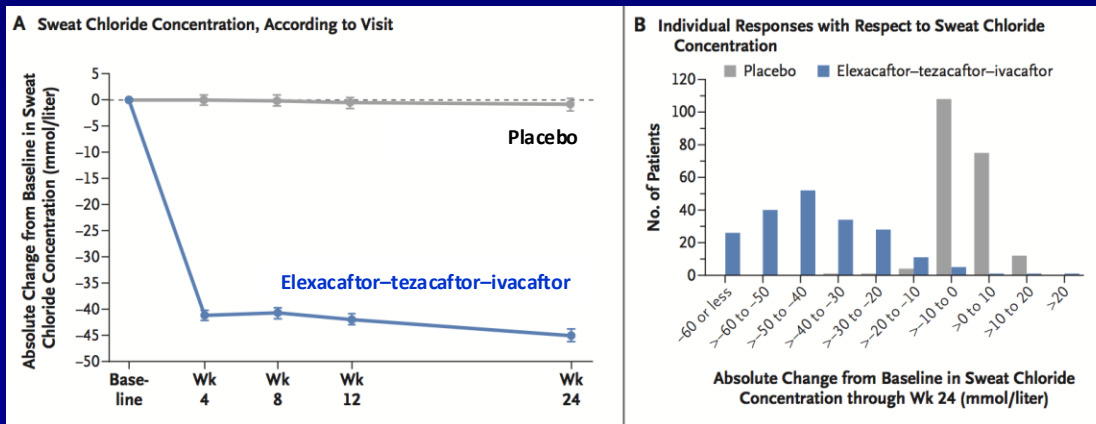 A Sweat Chloride Concentration, According to Visit
Absolute Change from Baseline in Sweat
Chloride Concentration (mmol/liter)
5
0
−5
−10
−15
−20
−25
−30
−35
−40
−45
−50
Placebo
Elexacaftor–tezacaftor–ivacaftor
Base-
line
Wk
4
Wk
8
Wk
12
Wk
24
B Individual Responses with Respect to Sweat Chloride
Concentration
Placebo
Elexacaftor–tezacaftor–ivacaftor
No. of Patients
120
100
80
60
40
20
0
−60 or less
>−60 to −50
>−50 to −40
>−40 to −30
>−30 to −20
>−20 to −10
>−10 to 0
>0 to 10
>10 to 20
>20
Absolute Change from Baseline in Sweat Chloride
Concentration through Wk 24 (mmol/liter)